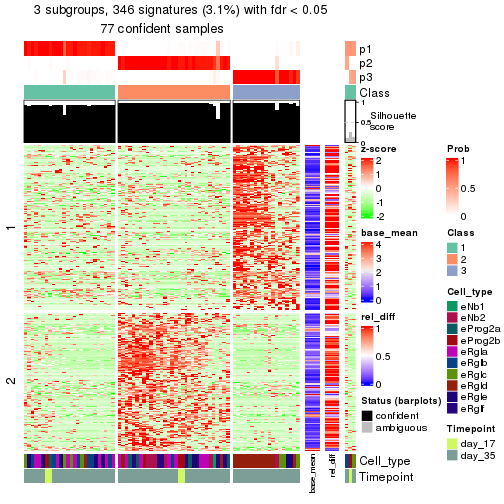 3 subgroups, 346 signatures (3.1%) with fdr < 0.05
77 confident samples
p1
p2
p3
Class
1
0.5
0
Silhouette
score
1
2
z-score
2
1
0
-1
-2
base_mean
4
3
2
1
0
rel_diff
1
0.5
0
Status (barplots)
confident
ambiguous
Prob
1
0.5
0
Class
1
2
3
Cell_type
eNb1
eNb2
eProg2a
eProg2b
eRgla
eRglb
eRglc
eRgld
eRgle
eRglf
Timepoint
day_17
day_35
Cell_type
Timepoint
base_mean
rel_diff